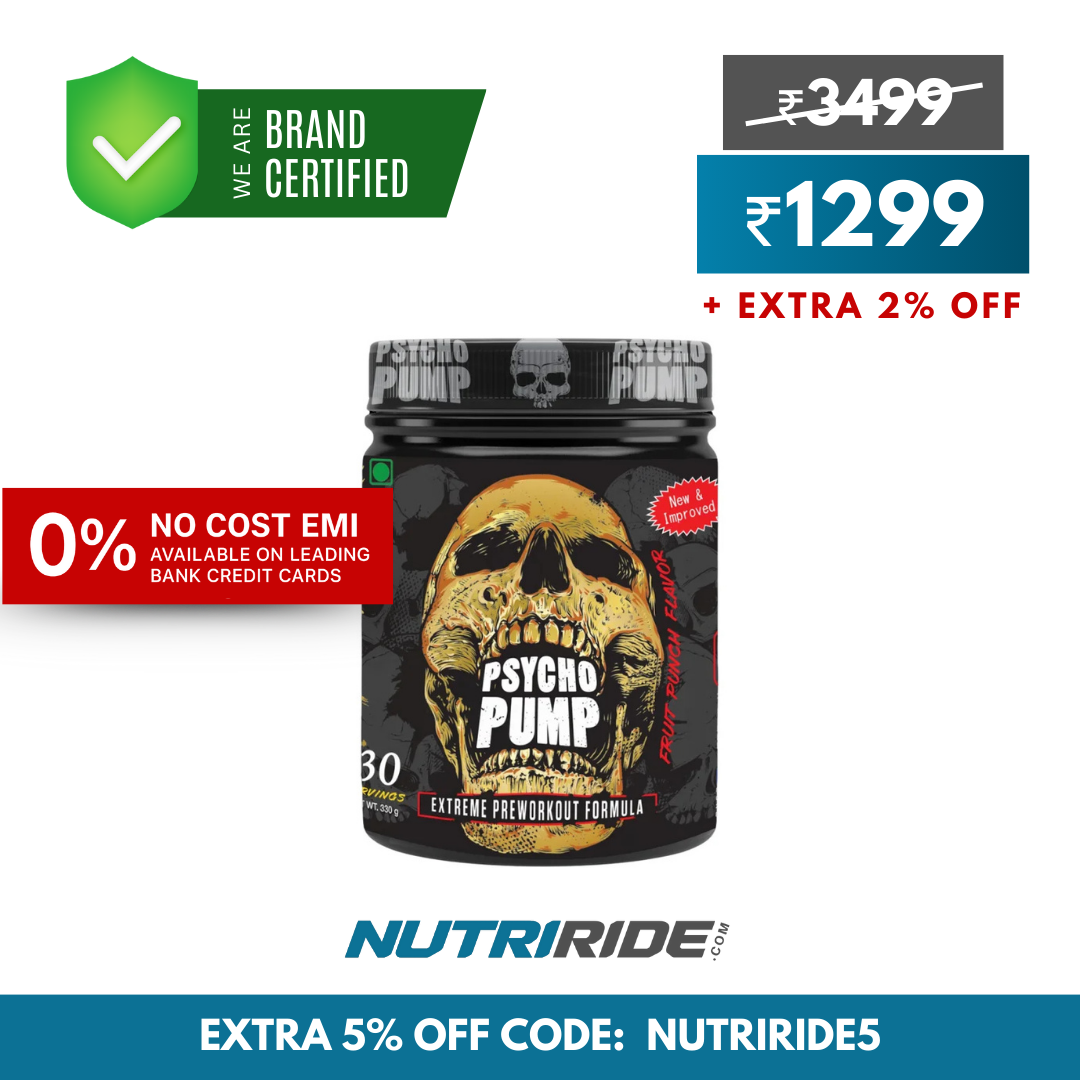 WE ARE
BRAND
CERTIFIED
₹3499
₹1299
+ EXTRA 2% OFF
PSYCHO
PUMP
PSYCHO
PUMP
New &
Improved
0%
NO COST EMI
AVAILABLE ON LEADING
BANK CREDIT CARDS
FRUIT PUNCH FLAVOR
PSYCHO
PUMP
30
WT. 330 g
EXTREME PREWORKOUT FORMULA
NUTRIRIDE.COM
EXTRA 5% OFF CODE: NUTRIRIDE5